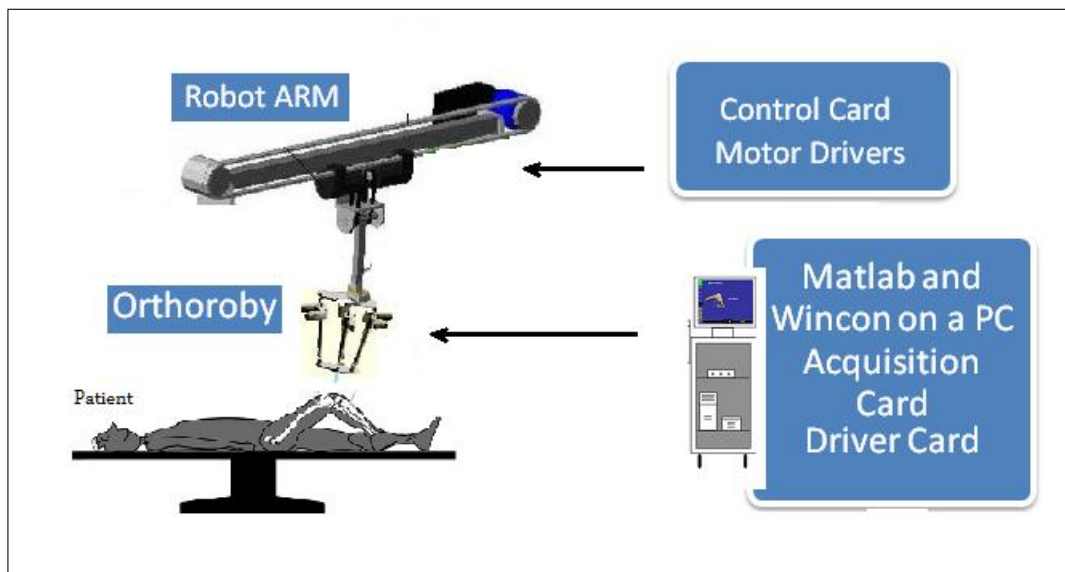 Robot ARM
Control Card
Motor Drivers
Orthoroby
Matlab and
Wincon on a PC
Acquisition
Card
Driver Card
Patient